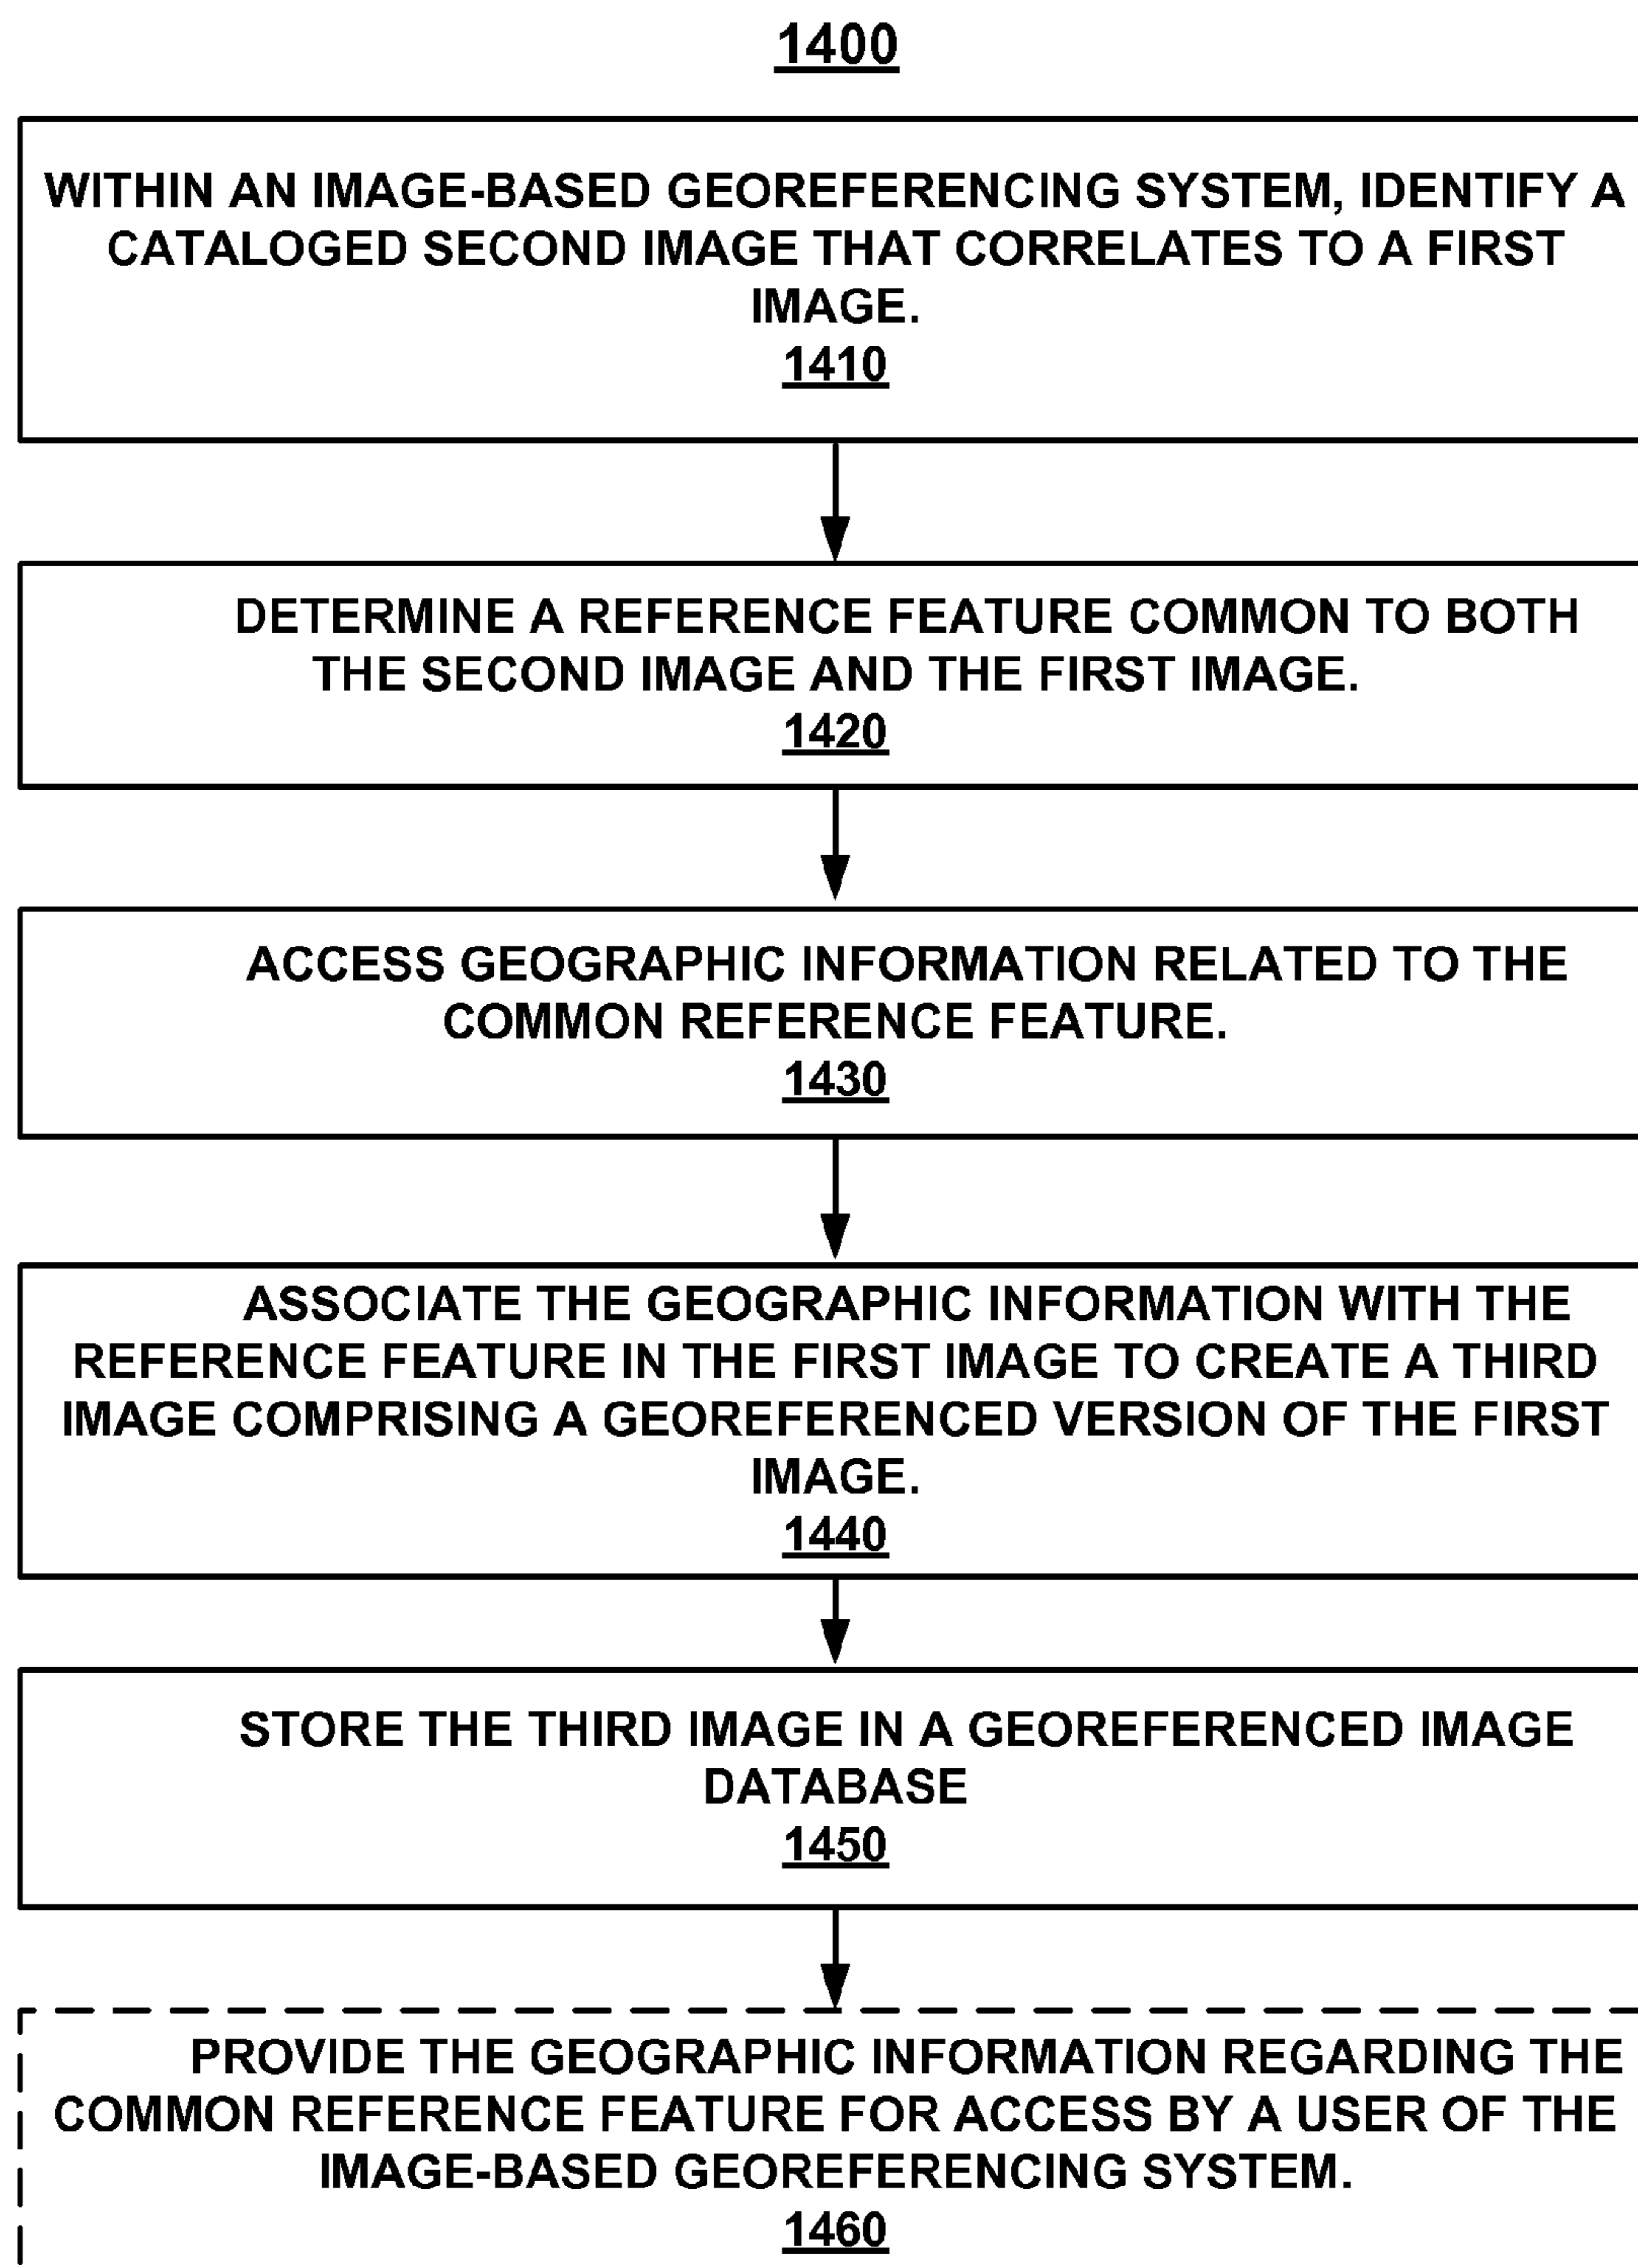 1400
WITHIN AN IMAGE-BASED GEOREFERENCING SYSTEM, IDENTIFY A
CATALOGED SECOND IMAGE THAT CORRELATES TO A FIRST
IMAGE.
1410
DETERMINE A REFERENCE FEATURE COMMON TO BOTH
THE SECOND IMAGE AND THE FIRST IMAGE.
1420
ACCESS GEOGRAPHIC INFORMATION RELATED TO THE
COMMON REFERENCE FEATURE.
1430
ASSOCIATE THE GEOGRAPHIC INFORMATION WITH THE
REFERENCE FEATURE IN THE FIRST IMAGE TO CREATE A THIRD
IMAGE COMPRISING A GEOREFERENCED VERSION OF THE FIRST
IMAGE.
1440
STORE THE THIRD IMAGE IN A GEOREFERENCED IMAGE
DATABASE
1450
PROVIDE THE GEOGRAPHIC INFORMATION REGARDING THE
COMMON REFERENCE FEATURE FOR ACCESS BY A USER OF THE
IMAGE-BASED GEOREFERENCING SYSTEM.
1460